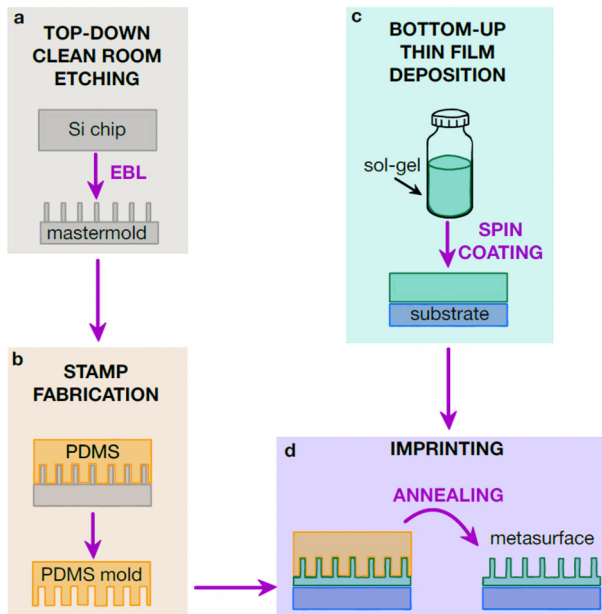 a
TOP-DOWN
CLEAN ROOM
ETCHING
Si chip
EBL
mastermold
b
STAMP
FABRICATION
PDMS
PDMS mold
c
BOTTOM-UP
THIN FILM
DEPOSITION
sol-gel
SPIN
COATING
substrate
d
IMPRINTING
ANNEALING
metasurface